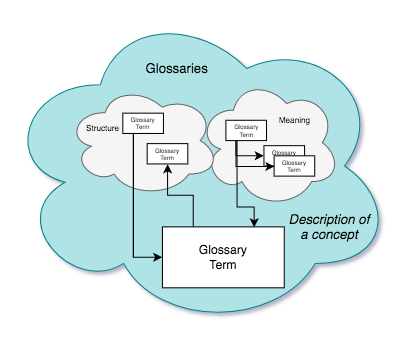 Glossaries
Structure
Glossary
Term
Glossary
Term
Meaning
Glossary
Term
Glossary
Glossary
Term
Description of
a concept
Glossary
Term